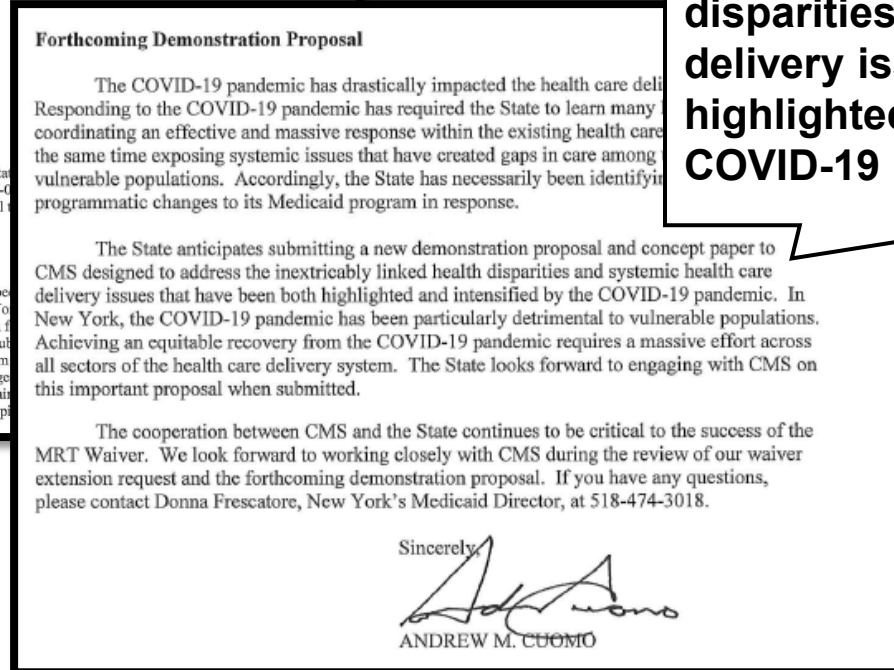 disparities
delivery is
highlighte
COVID-19
Forthcoming Demonstration Proposal
The COVID-19 pandemic has drastically impacted the health care deli
Responding to the COVID-19 pandemic has required the State to learn many
coordinating an effective and massive response within the existing health care
the same time exposing systemic issues that have created gaps in care among
vulnerable populations. Accordingly, the State has necessarily been identifyin
programmatic changes to its Medicaid program in response.
The State anticipates submitting a new demonstration proposal and concept paper to
CMS designed to address the inextricably linked health disparities and systemic health care
delivery issues that have been both highlighted and intensified by the COVID-19 pandemic. In
New York, the COVID-19 pandemic has been particularly detrimental to vulnerable populations.
Achieving an equitable recovery from the COVID-19 pandemic requires a massive effort across
all sectors of the health care delivery system. The State looks forward to engaging with CMS on
this important proposal when submitted.
The cooperation between CMS and the State continues to be critical to the success of the
MRT Waiver. We look forward to working closely with CMS during the review of our waiver
extension request and the forthcoming demonstration proposal. If you have any questions,
please contact Donna Frescatore, New York's Medicaid Director, at 518-474-3018.
Sincerely,
ANDREW M. CUOMO